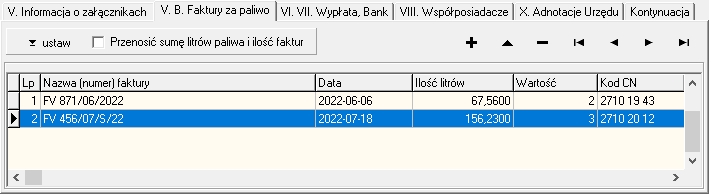 V. Informacja o załącznikach V. B. Faktury za paliwo VI. VII. Wypłata, Bank VIII. Współposiadacze X. Adnotacje Urzędu Kontynuacja
ustaw Przenosić sumę litrów paliwa i ilość faktur
Lp Nazwa (numer) faktury Data Ilość litrów Wartość Kod CN
1 FV 871/06/2022 2022-06-06 67,5600 2 2710 19 43
2 FV 456/07/S/22 2022-07-18 156,2300 3 2710 20 12